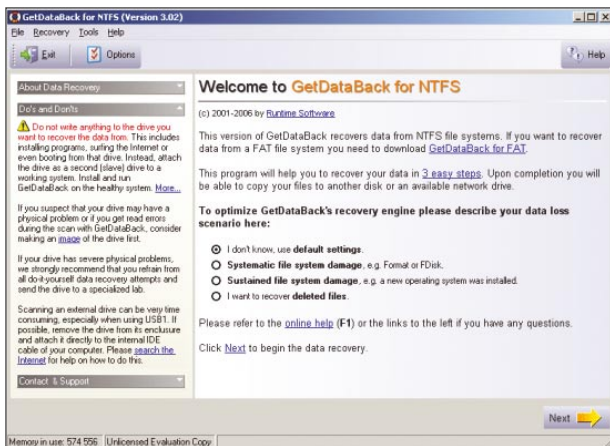 GetDataBack for NTFS (Version 3.02)
File Recovery Tools Help
Exit Options Help
About Data Recovery
Do's and Don'ts
Do not write anything to the drive you
want to recover the data from. This includes
installing programs, surfing the Internet or
even booting from that drive. Instead, attach
the drive as a second (slave) drive to a
working system. Install and run
GetDataBack on the healthy system. More...
If you suspect that your drive may have a
physical problem or if you get read errors
during the scan with GetDataBack, consider
making an image of the drive first.
If your drive has severe physical problems,
we strongly recommend that you refrain from
all do-it-yourself data recovery attempts and
send the drive to a specialized lab.
Scanning an external drive can be very time
consuming, especially when using USB1. If
possible, remove the drive from its enclosure
and attach it directly to the internal IDE
cable of your computer. Please search the
Internet for help on how to do this.
Contact & Support
Welcome to GetDataBack for NTFS
(c) 2001-2006 by Runtime Software
This version of GetDataBack recovers data from NTFS file systems. If you want to recover
data from a FAT file system you need to download GetDataBack for FAT.
This program will help you to recover your data in 3 easy steps. Upon completion you will
be able to copy your files to another disk or an available network drive.
To optimize GetDataBack's recovery engine please describe your data loss
scenario here:
I don't know, use default settings.
Systematic file system damage, e.g. Format or FDisk.
Sustained file system damage, e.g. a new operating system was installed.
I want to recover deleted files.
Please refer to the online help (F1) or the links to the left if you have any questions.
Click Next to begin the data recovery.
Next
Memory in use: 574 556 Unlicensed Evaluation Copy